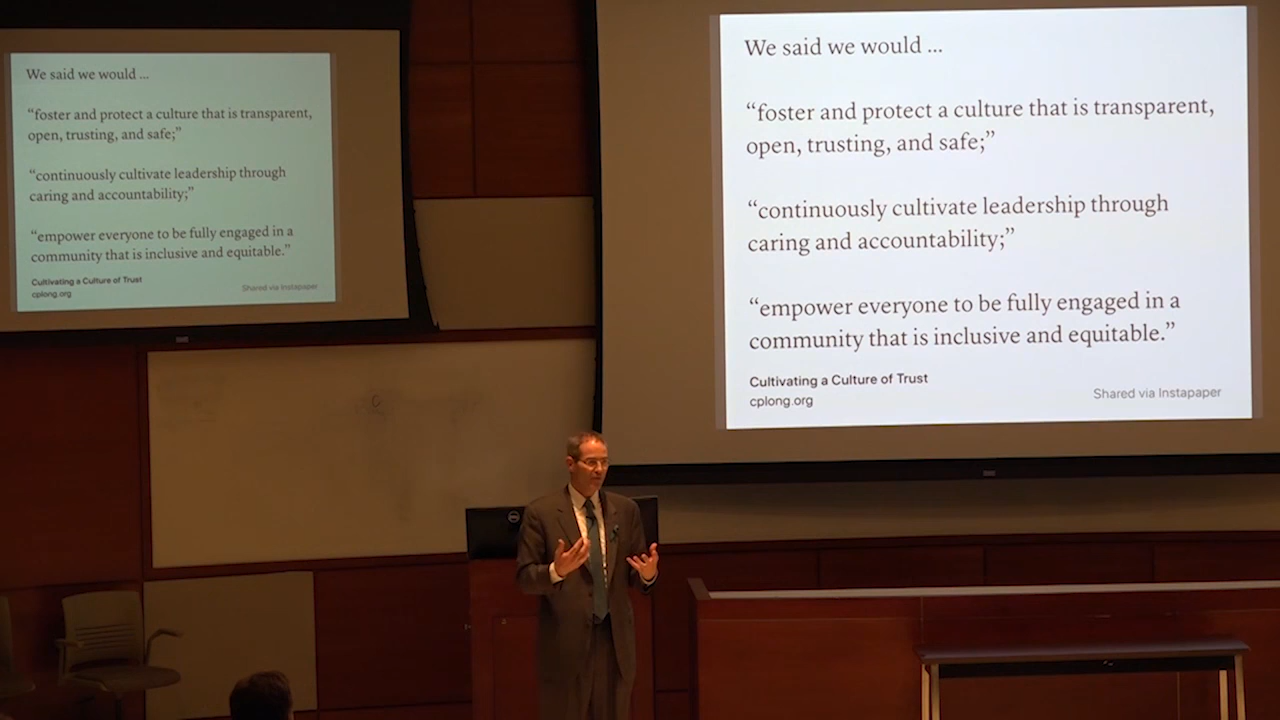 We said we would ...
“foster and protect a culture that is transparent,
open, trusting, and safe;”
“continuously cultivate leadership through
caring and accountability;”
“empower everyone to be fully engaged in a
community that is inclusive and equitable.”
Cultivating a Culture of Trust
cplong.org
Shared via Instapaper
We said we would ...
“foster and protect a culture that is transparent,
open, trusting, and safe;”
“continuously cultivate leadership through
caring and accountability;”
“empower everyone to be fully engaged in a
community that is inclusive and equitable.”
Cultivating a Culture of Trust
cplong.org
Shared via Instapaper
DELL